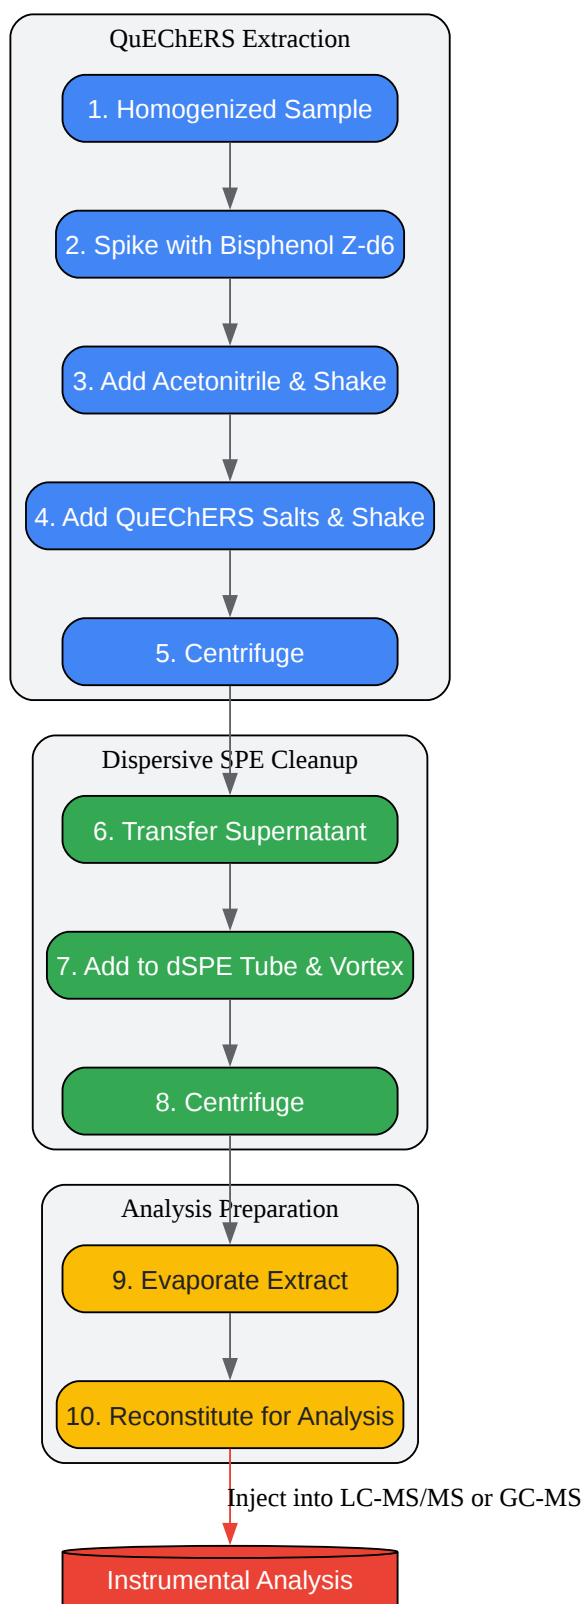 QuEChERS Extraction
1. Homogenized Sample
2. Spike with Bisphenol Z-d6
3. Add Acetonitrile & Shake
4. Add QuEChERS Salts & Shake
5. Centrifuge
Dispersive SPE Cleanup
6. Transfer Supernatant
7. Add to dSPE Tube & Vortex
8. Centrifuge
Analysis Preparation
9. Evaporate Extract
10. Reconstitute for Analysis
Inject into LC-MS/MS or GC-MS
Instrumental Analysis